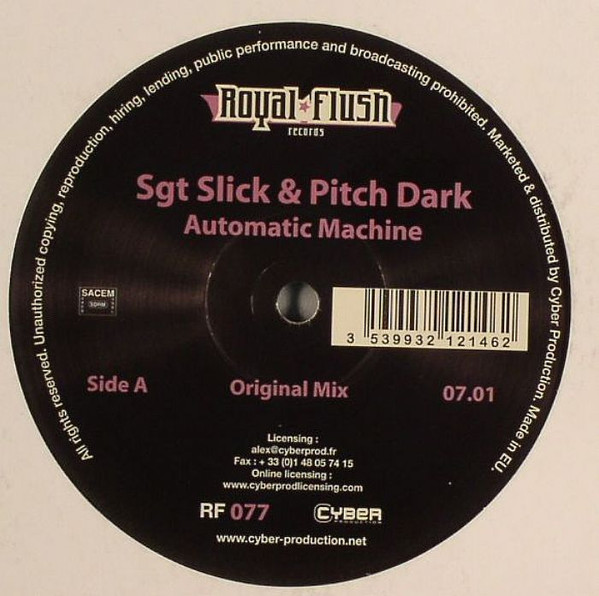 All rights reserved. Unauthorized copying, reproduction, hiring, lending, public performance and broadcasting prohibited. Marketed & distributed by Cyber Production. Made in EU.
Royal Flush
records
Sgt Slick & Pitch Dark
Automatic Machine
SACEM
SDRM
3 539932 121462
Side A
Original Mix
07.01
Licensing :
alex@cyberprod.fr
Fax : + 33 (0)1 48 05 74 15
Online licensing :
www.cyberprodlicensing.com
RF 077
CYBER
PRODUCTION
www.cyber-production.net